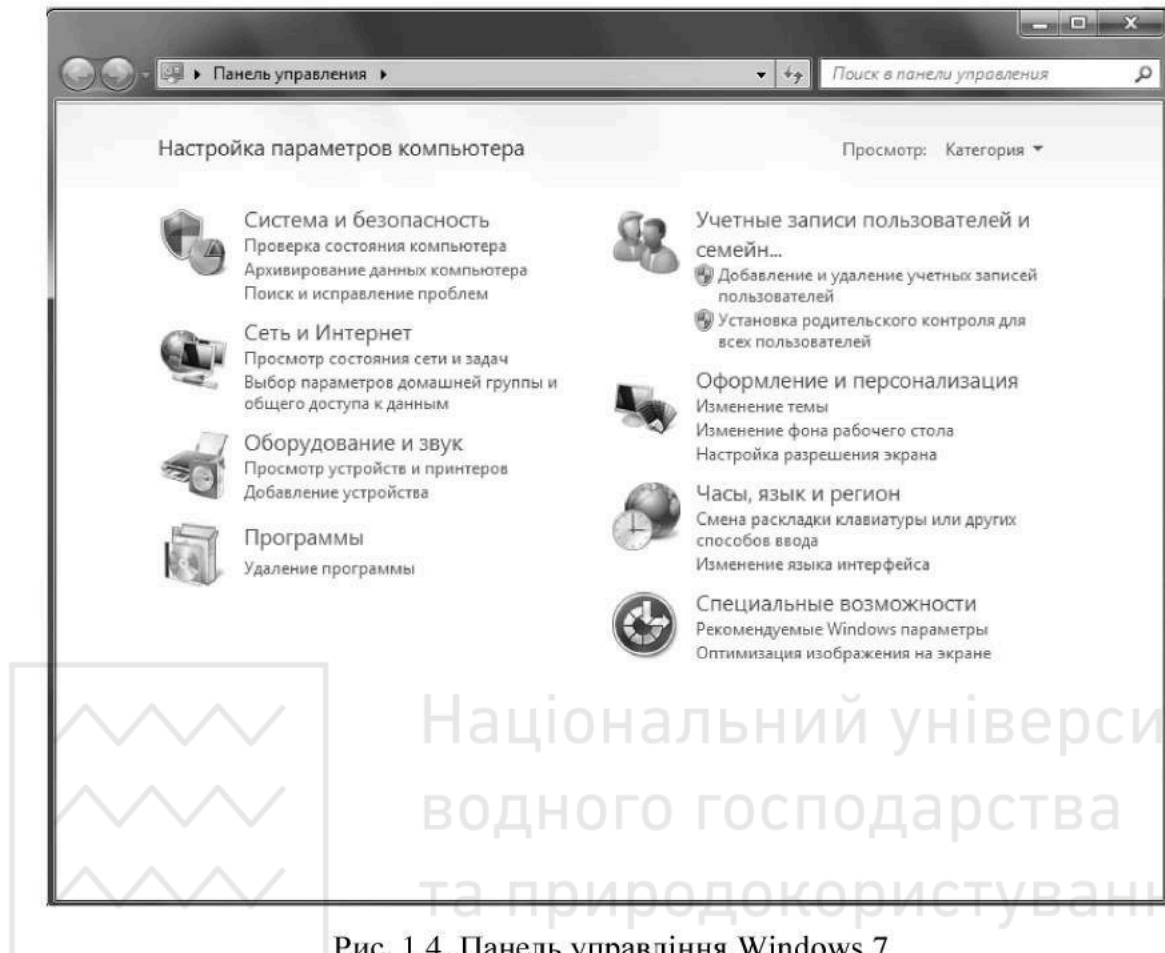 Панель управления
Поиск в панели управления
Настройка параметров компьютера
Просмотр: Категория
Система и безопасность
Проверка состояния компьютера
Архивирование данных компьютера
Поиск и исправление проблем
Сеть и Интернет
Просмотр состояния сети и задач
Выбор параметров домашней группы и
общего доступа к данным
Оборудование и звук
Просмотр устройств и принтеров
Добавление устройства
Программы
Удаление программы
Учетные записи пользователей и
семейн...
Добавление и удаление учетных записей
пользователей
Установка родительского контроля для
всех пользователей
Оформление и персонализация
Изменение темы
Изменение фона рабочего стола
Настройка разрешения экрана
Часы, язык и регион
Смена раскладки клавиатуры или других
способов ввода
Изменение языка интерфейса
Специальные возможности
Рекомендуемые Windows параметры
Оптимизация изображения на экране
Національний універси
водного господарства
та природокористуван
Рис. 1.4. Панель управління Windows 7